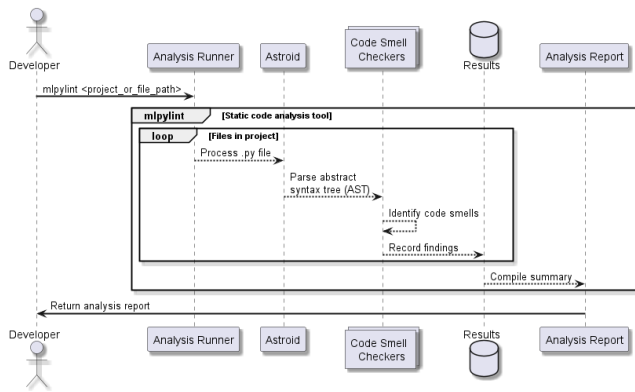 Developer
Analysis Runner
Astroid
Code Smell
Checkers
Results
Analysis Report
mlpylint <project_or_file_path>
mlpylint [Static code analysis tool]
loop [Files in project]
Process .py file
Parse abstract
syntax tree (AST)
Identify code smells
Record findings
Compile summary
Return analysis report
Developer
Analysis Runner
Astroid
Code Smell
Checkers
Results
Analysis Report